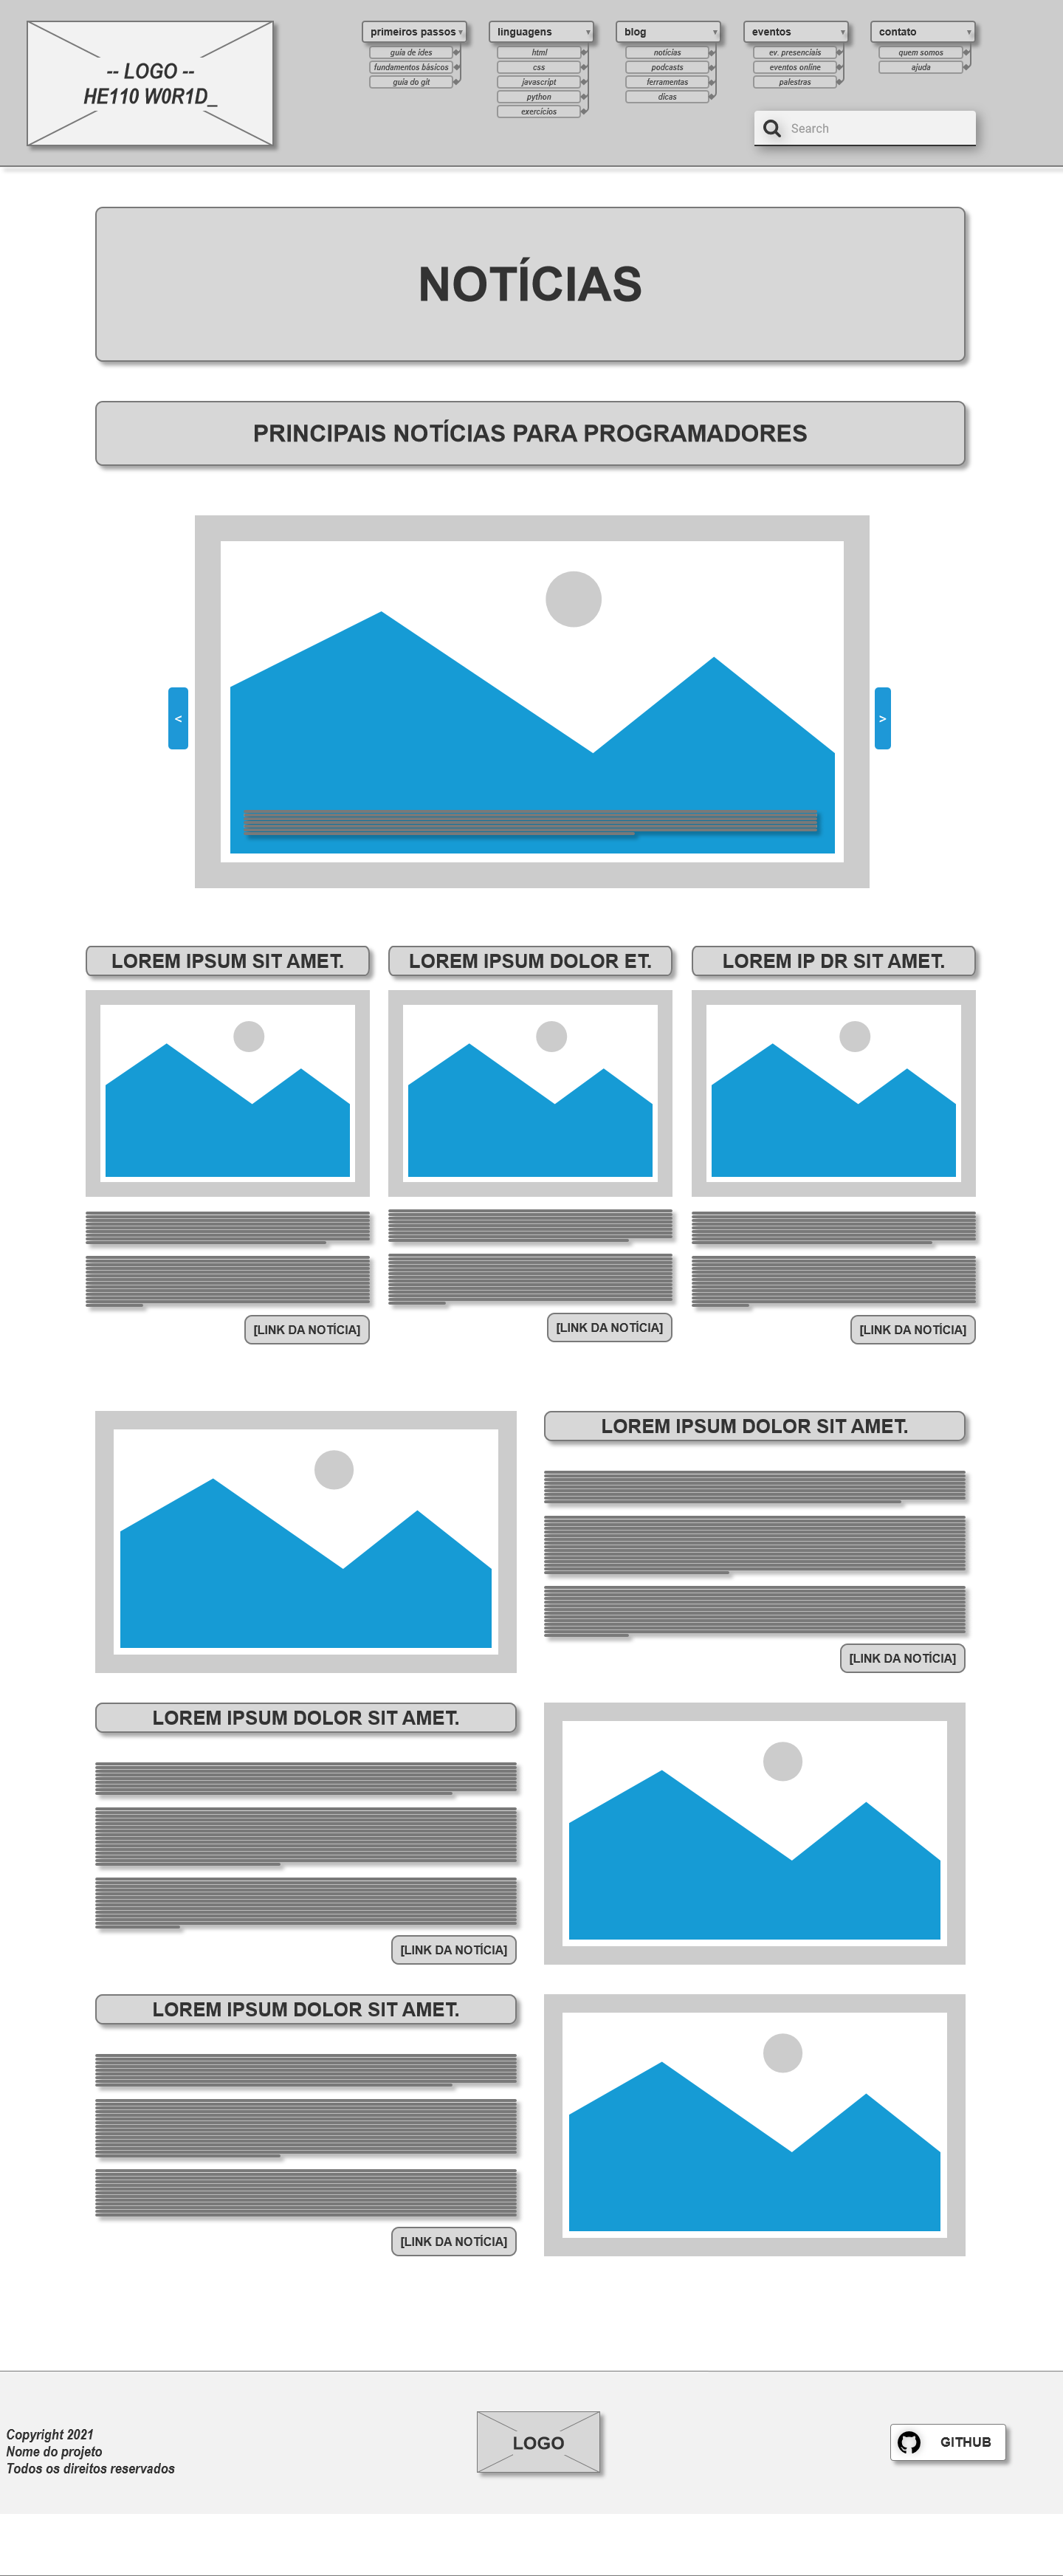 -- LOGO --
HE110 W0R1D_
primeiros passos ▾
guia de ides
fundamentos básicos
guia do git
linguagens ▾
html
css
javascript
python
exercícios
blog ▾
notícias
podcasts
ferramentas
dicas
eventos ▾
ev. presenciais
eventos online
palestras
contato ▾
quem somos
ajuda
Search
NOTÍCIAS
PRINCIPAIS NOTÍCIAS PARA PROGRAMADORES
<
>
LOREM IPSUM SIT AMET.
LOREM IPSUM DOLOR ET.
LOREM IP DR SIT AMET.
[LINK DA NOTÍCIA]
[LINK DA NOTÍCIA]
[LINK DA NOTÍCIA]
LOREM IPSUM DOLOR SIT AMET.
[LINK DA NOTÍCIA]
LOREM IPSUM DOLOR SIT AMET.
[LINK DA NOTÍCIA]
LOREM IPSUM DOLOR SIT AMET.
[LINK DA NOTÍCIA]
Copyright 2021
Nome do projeto
Todos os direitos reservados
LOGO
GITHUB